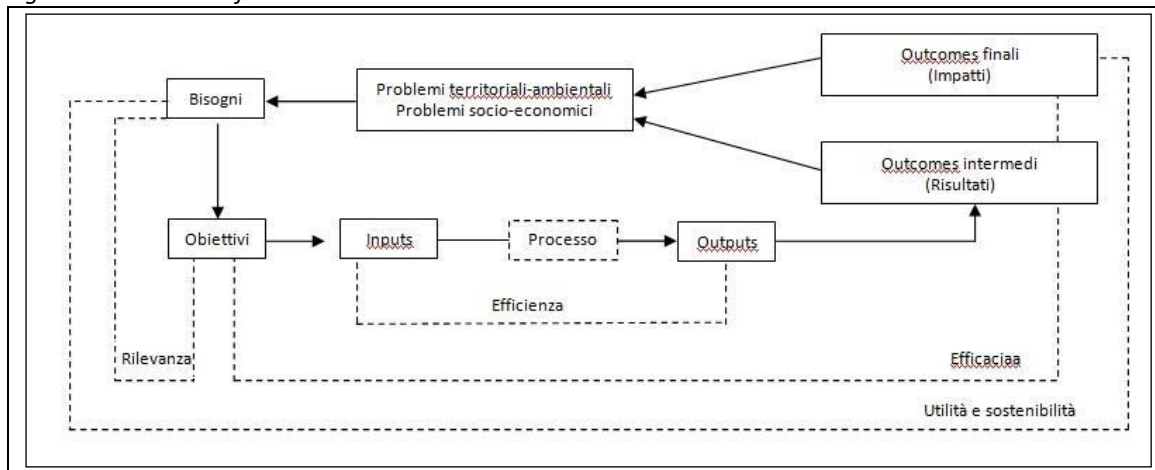 Outcomes finali
(Impatti)
Problemi territoriali-ambientali
Problemi socio-economici
Bisogni
Outcomes intermedi
(Risultati)
Obiettivi
Inputs
Processo
Outputs
Efficienza
Rilevanza
Efficaciaa
Utilità e sostenibilità